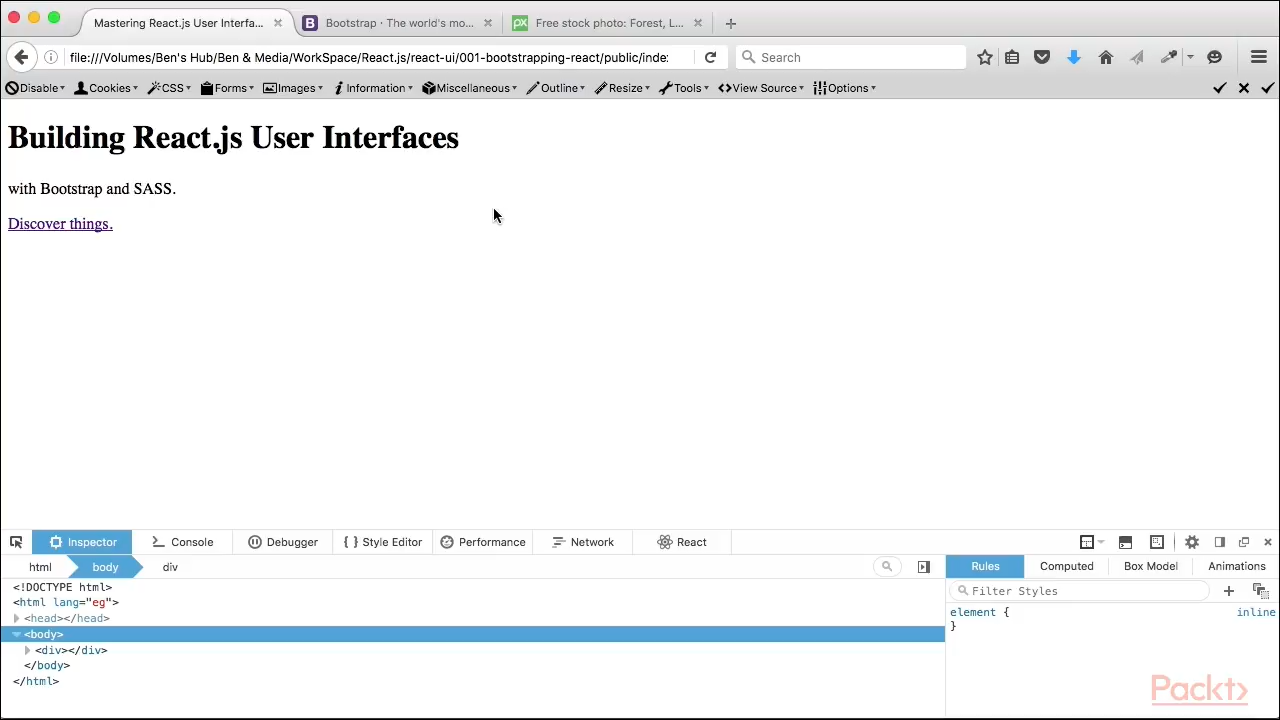 Mastering React.js User Interfa...
Bootstrap · The world's mo...
Free stock photo: Forest, L...
file:///Volumes/Ben's Hub/Ben & Media/WorkSpace/React.js/react-ui/001-bootstrapping-react/public/index
Search
Disable Cookies CSS Forms Images Information Miscellaneous Outline Resize Tools View Source Options
Building React.js User Interfaces
with Bootstrap and SASS.
Discover things.
Inspector Console Debugger Style Editor Performance Network React
html body div
Rules Computed Box Model Animations
<!DOCTYPE html>
<html lang="eg">
<head></head>
<body>
<div></div>
</body>
</html>
Filter Styles
element { inline
}
Packt>